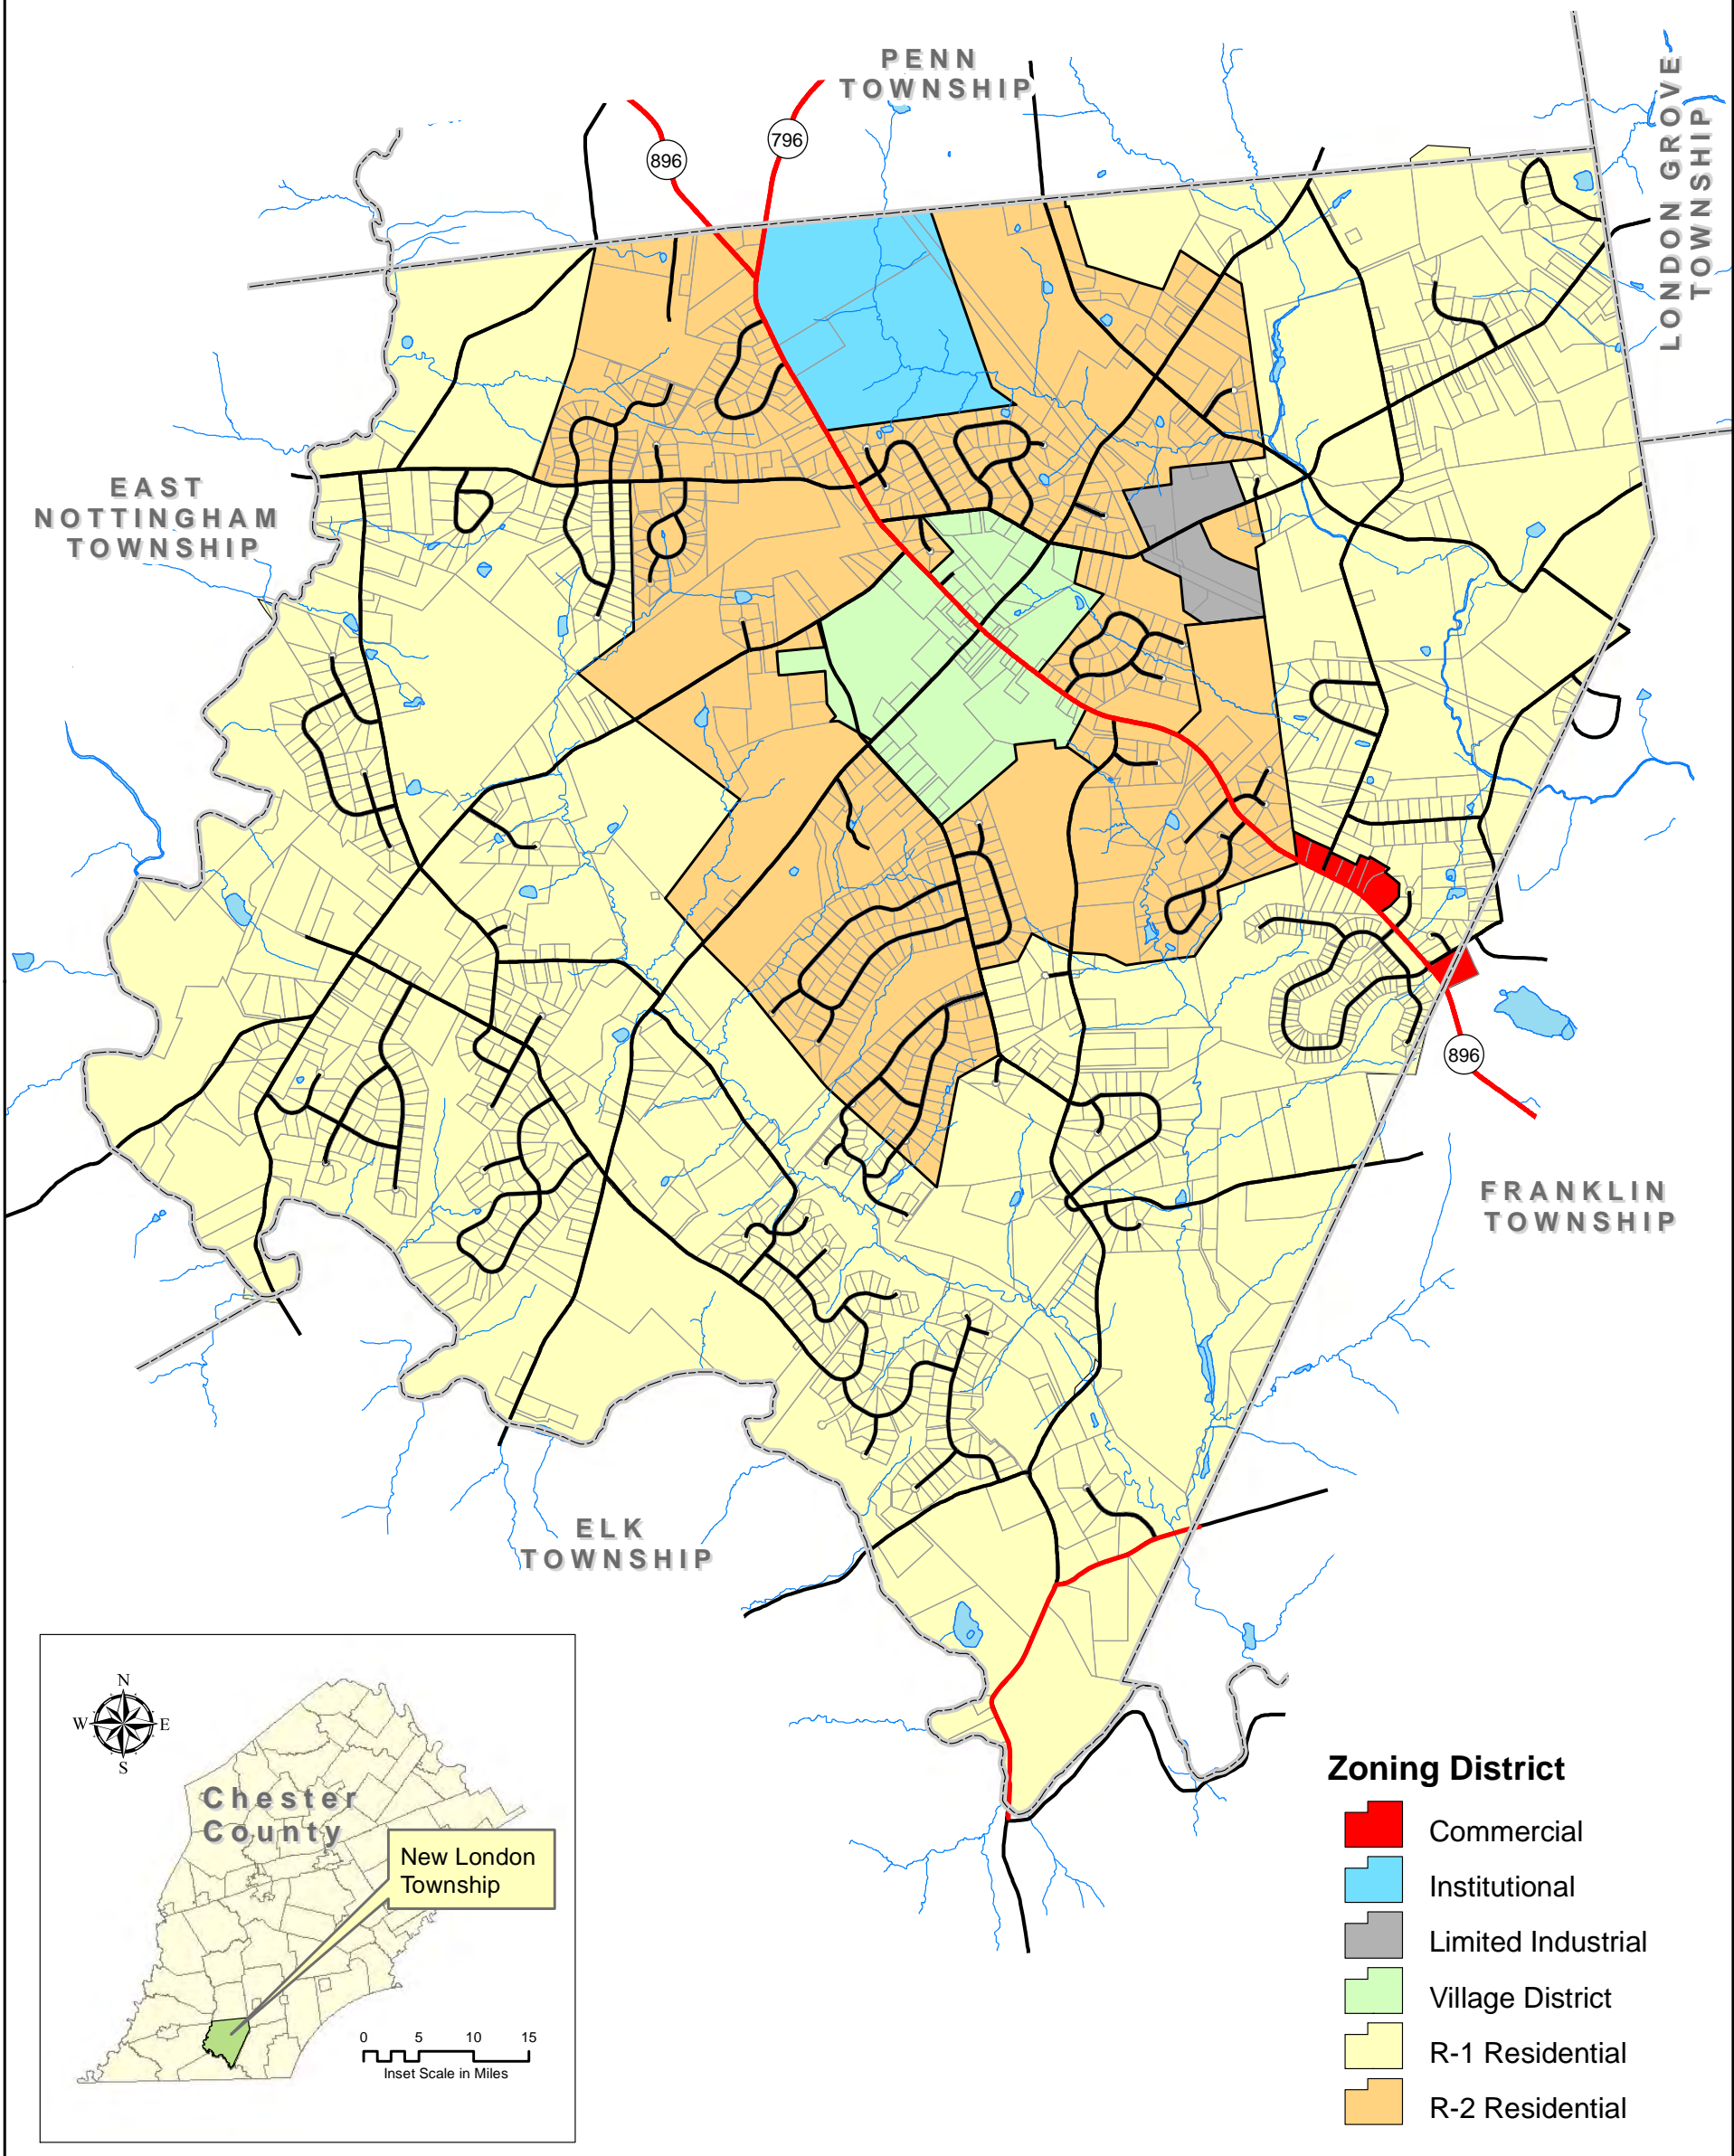 PENN
TOWNSHIP
LONDON GROVE
TOWNSHIP
896
796
EAST
NOTTINGHAM
TOWNSHIP
896
FRANKLIN
TOWNSHIP
ELK
TOWNSHIP
N
W
E
S
Chester
County
New London
Township
0 5 10 15
Inset Scale in Miles
Zoning District
Commercial
Institutional
Limited Industrial
Village District
R-1 Residential
R-2 Residential